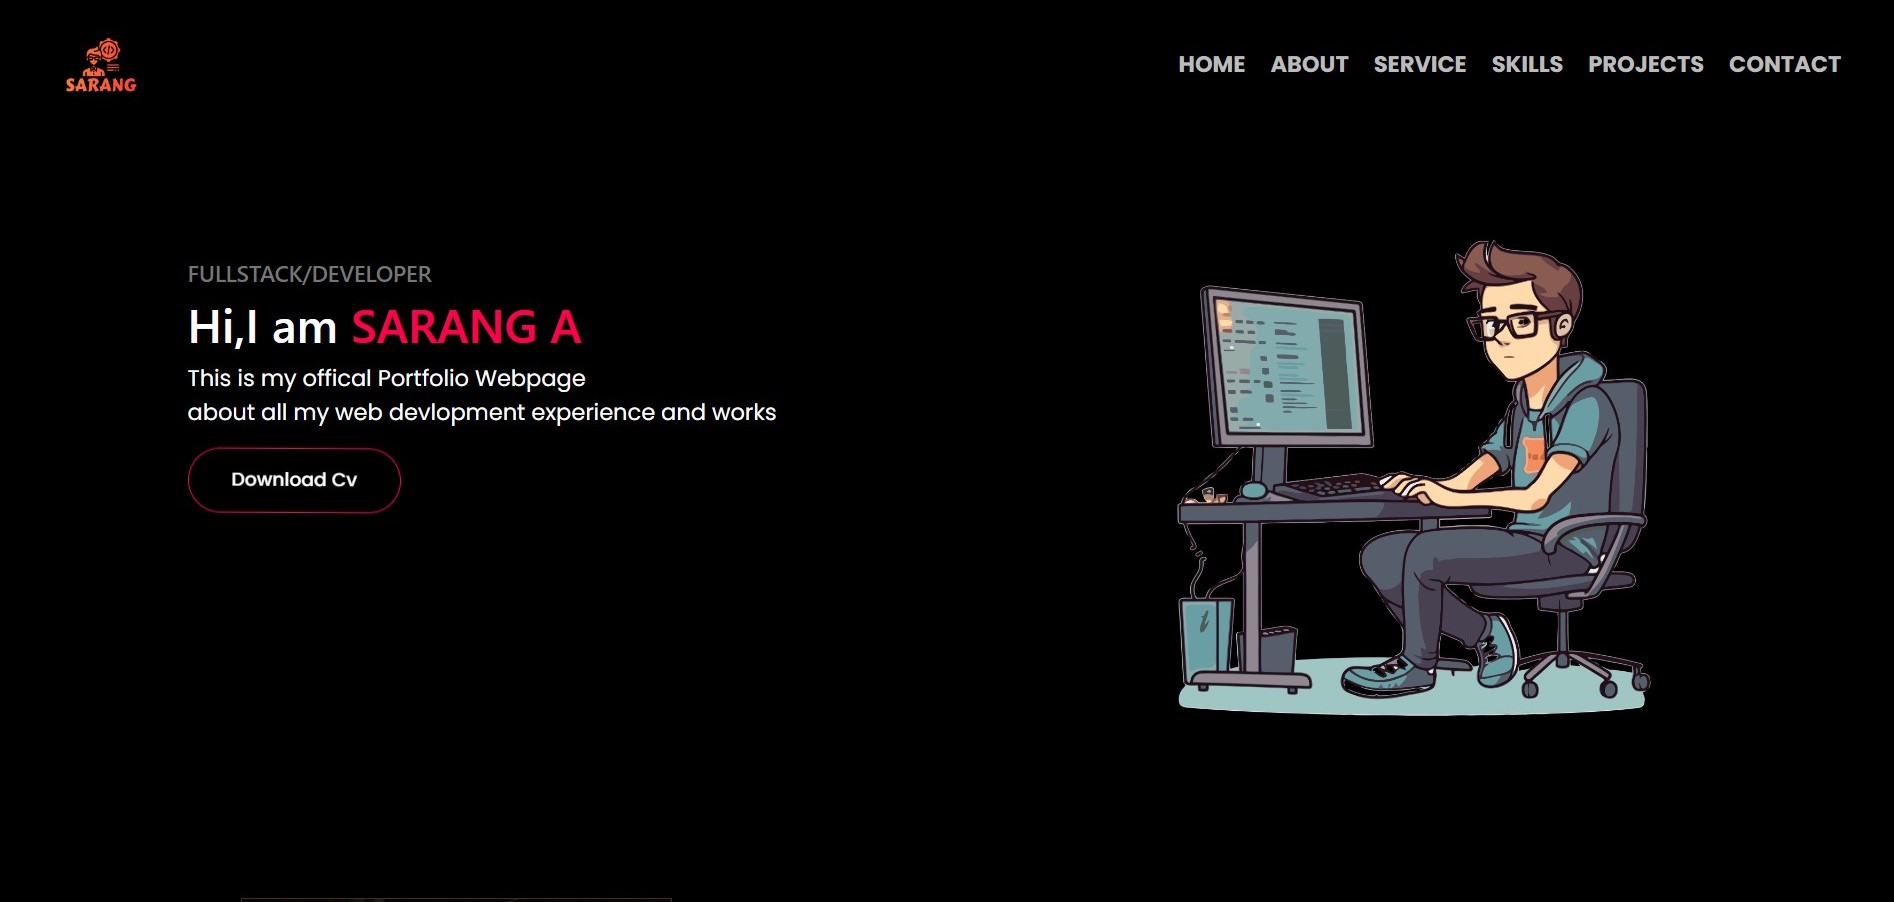 SARANG
HOME ABOUT SERVICE SKILLS PROJECTS CONTACT
FULLSTACK/DEVELOPER
Hi,I am SARANG A
This is my offical Portfolio Webpage
about all my web devlopment experience and works
Download Cv